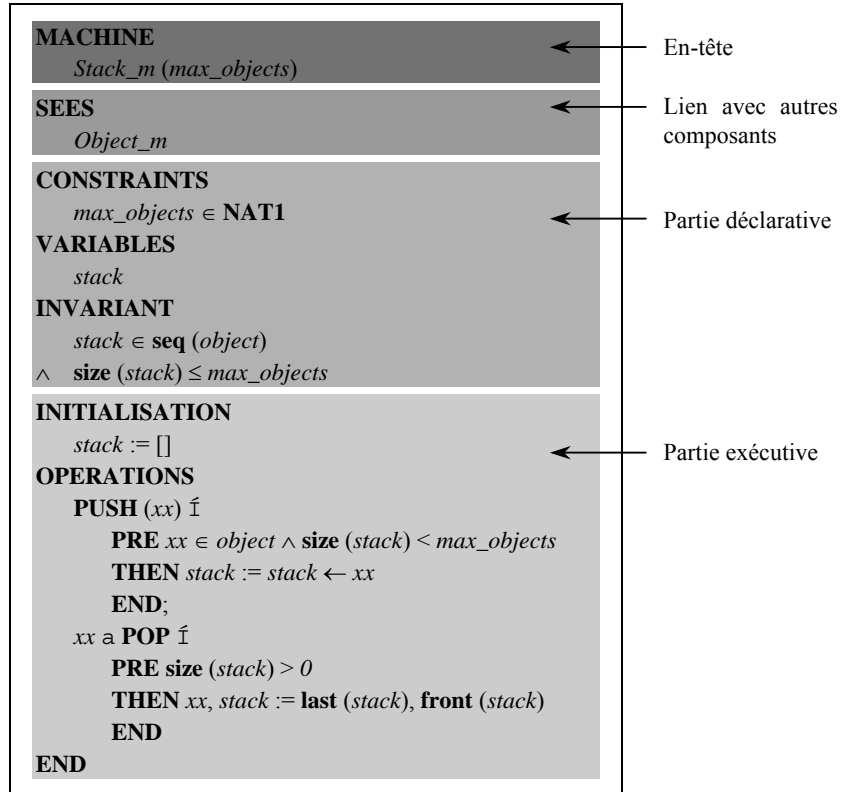 MACHINE
Stack_m (max_objects)
SEES
Object_m
CONSTRAINTS
max_objects ∈ NAT1
VARIABLES
stack
INVARIANT
stack ∈ seq (object)
∧ size (stack) ≤ max_objects
INITIALISATION
stack := []
OPERATIONS
PUSH (xx) Í
PRE xx ∈ object ∧ size (stack) < max_objects
THEN stack := stack ← xx
END;
xx a POP Í
PRE size (stack) > 0
THEN xx, stack := last (stack), front (stack)
END
END
En-tête
Lien avec autres
composants
Partie déclarative
Partie exécutive